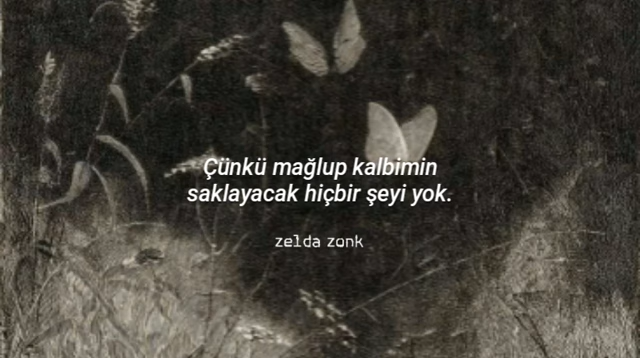 Çünkü mağlup kalbimin
saklayacak hiçbir şeyi yok.
zelda zonk